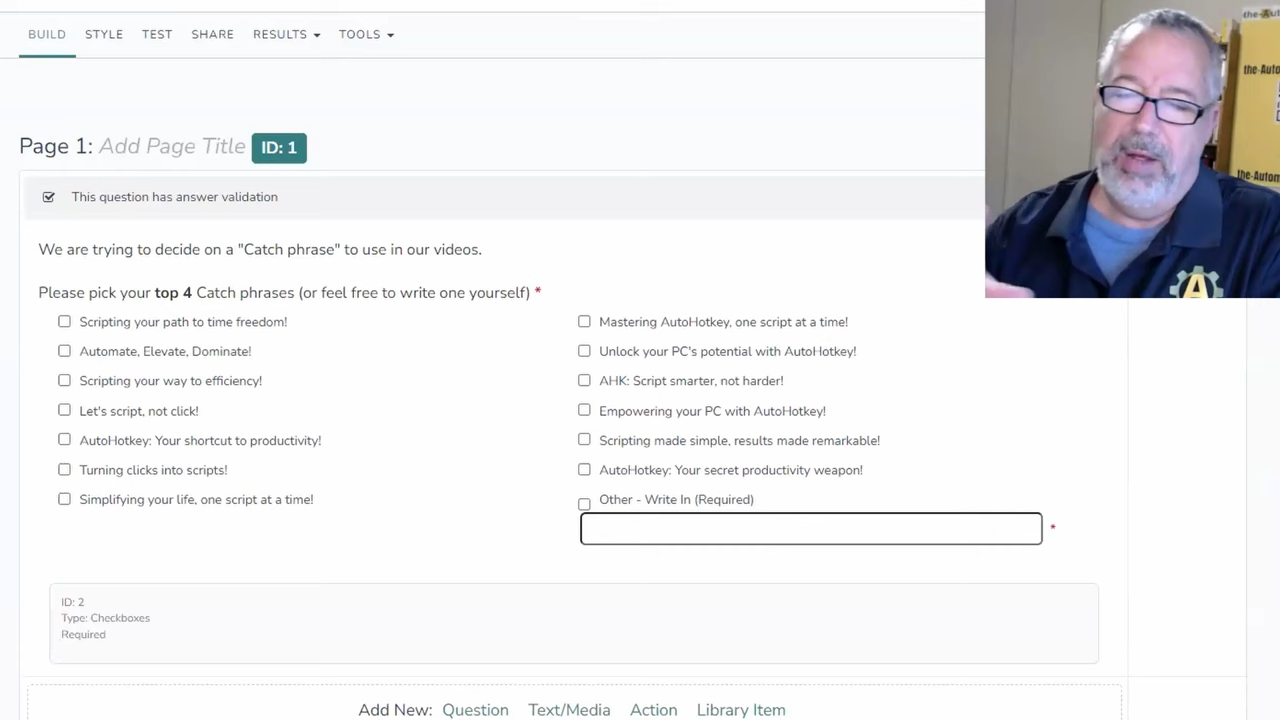 BUILD STYLE TEST SHARE RESULTS TOOLS
Page 1: Add Page Title ID: 1
This question has answer validation
We are trying to decide on a "Catch phrase" to use in our videos.
Please pick your top 4 Catch phrases (or feel free to write one yourself) *
Scripting your path to time freedom!
Automate, Elevate, Dominate!
Scripting your way to efficiency!
Let's script, not click!
AutoHotkey: Your shortcut to productivity!
Turning clicks into scripts!
Simplifying your life, one script at a time!
Mastering AutoHotkey, one script at a time!
Unlock your PC's potential with AutoHotkey!
AHK: Script smarter, not harder!
Empowering your PC with AutoHotkey!
Scripting made simple, results made remarkable!
AutoHotkey: Your secret productivity weapon!
Other - Write In (Required)
*
ID: 2
Type: Checkboxes
Required
Add New: Question Text/Media Action Library Item
the-Aut
the-Auto
the-Autom
A